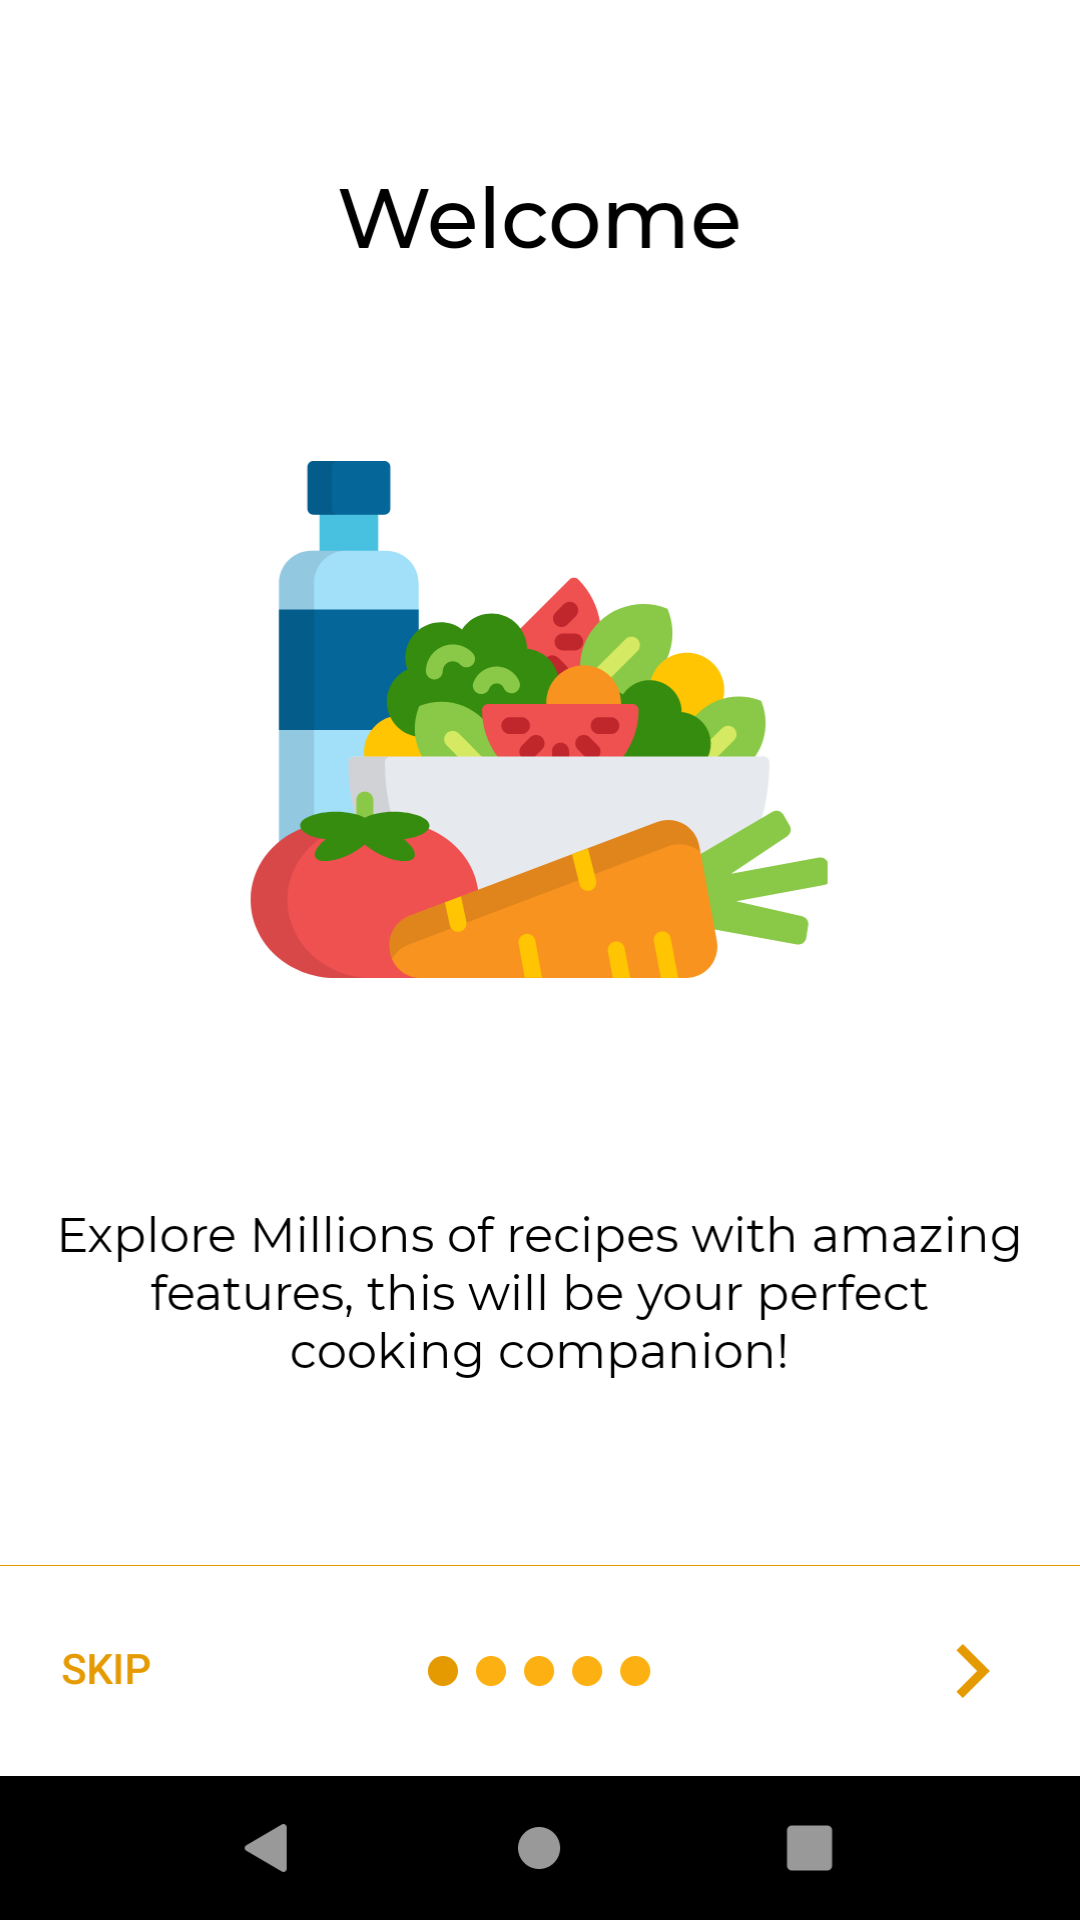 Welcome
Explore Millions of recipes with amazing
features, this will be your perfect
cooking companion!
SKIP